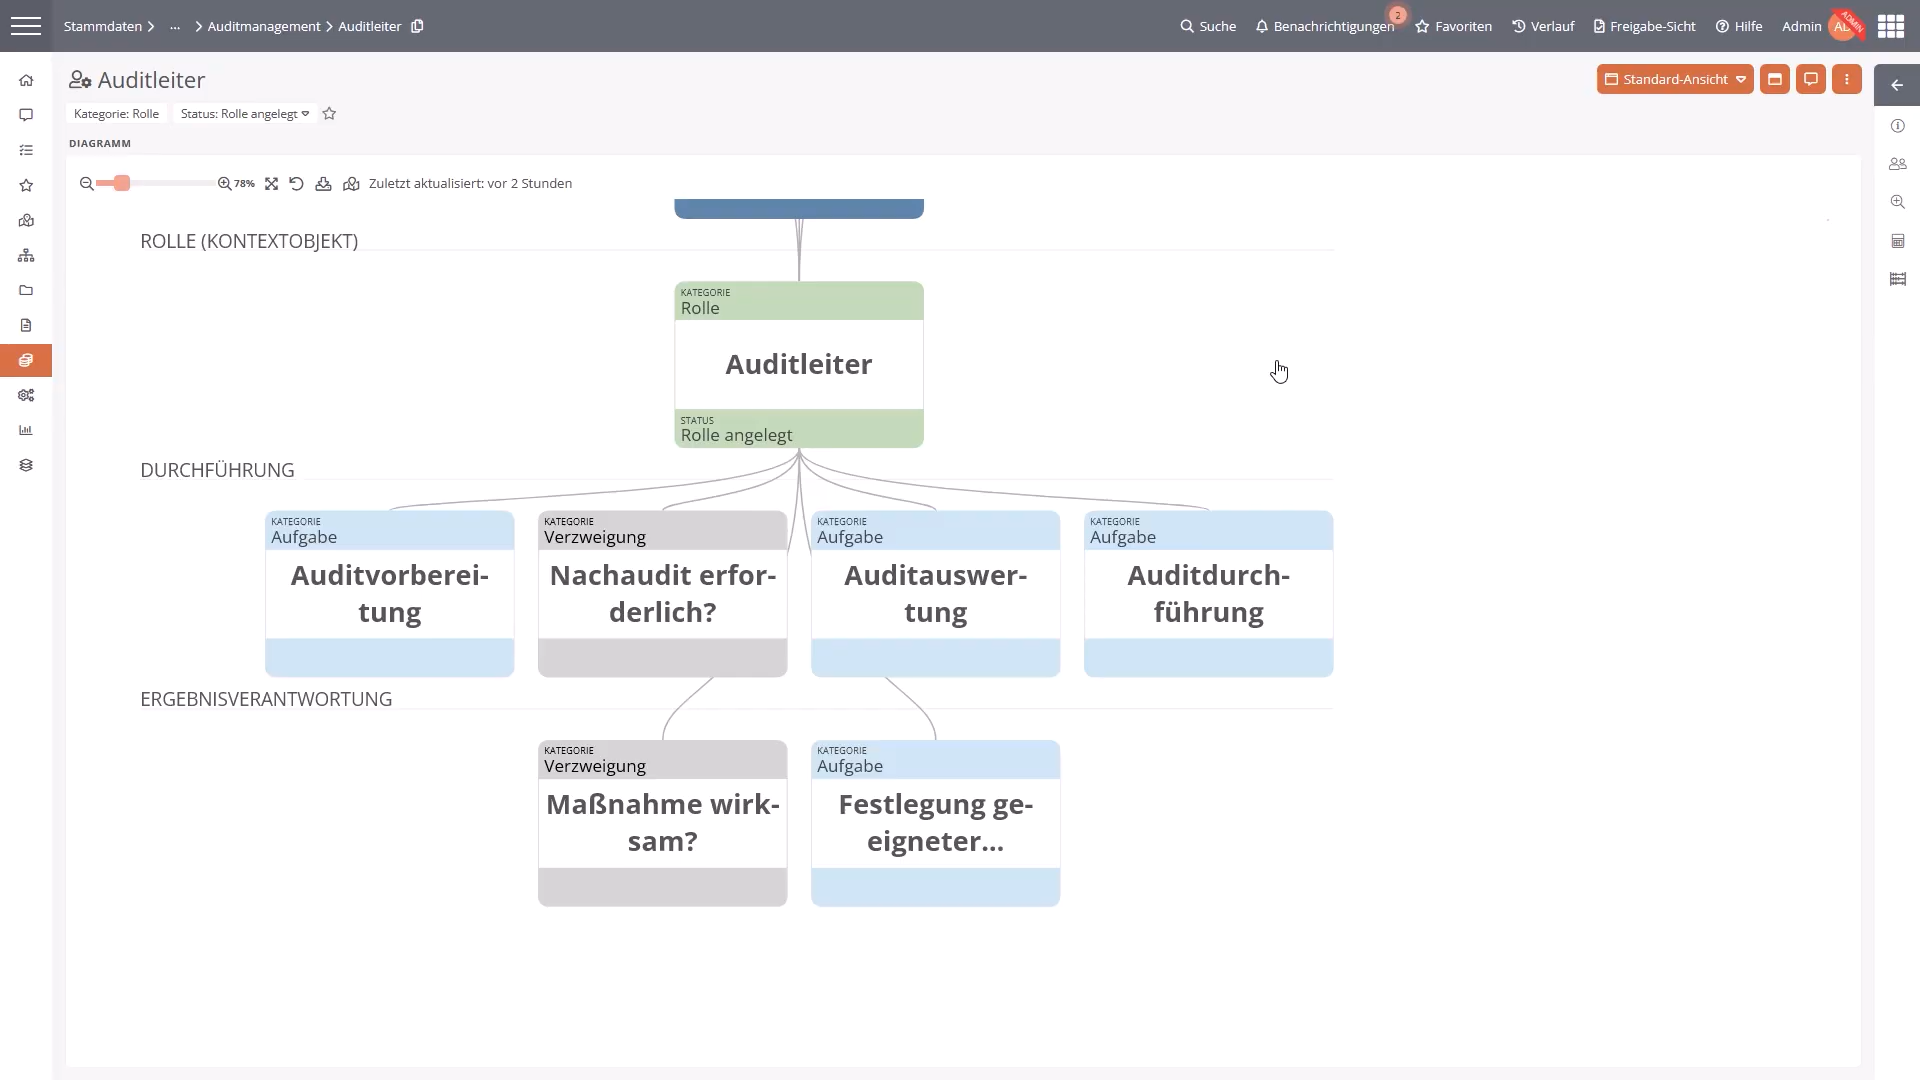 Stammdaten > ... > Auditmanagement > Auditleiter
Suche Benachrichtigungen 2 Favoriten Verlauf Freigabe-Sicht Hilfe Admin
ADMIN
Auditleiter
Standard-Ansicht
Kategorie: Rolle Status: Rolle angelegt
DIAGRAMM
78% Zuletzt aktualisiert: vor 2 Stunden
ROLLE (KONTEXTOBJEKT)
KATEGORIE
Rolle
Auditleiter
STATUS
Rolle angelegt
DURCHFÜHRUNG
KATEGORIE
Aufgabe
Auditvorberei-
tung
KATEGORIE
Verzweigung
Nachaudit erfor-
derlich?
KATEGORIE
Aufgabe
Auditauswer-
tung
KATEGORIE
Aufgabe
Auditdurch-
führung
ERGEBNISVERANTWORTUNG
KATEGORIE
Verzweigung
Maßnahme wirk-
sam?
KATEGORIE
Aufgabe
Festlegung ge-
eigneter...